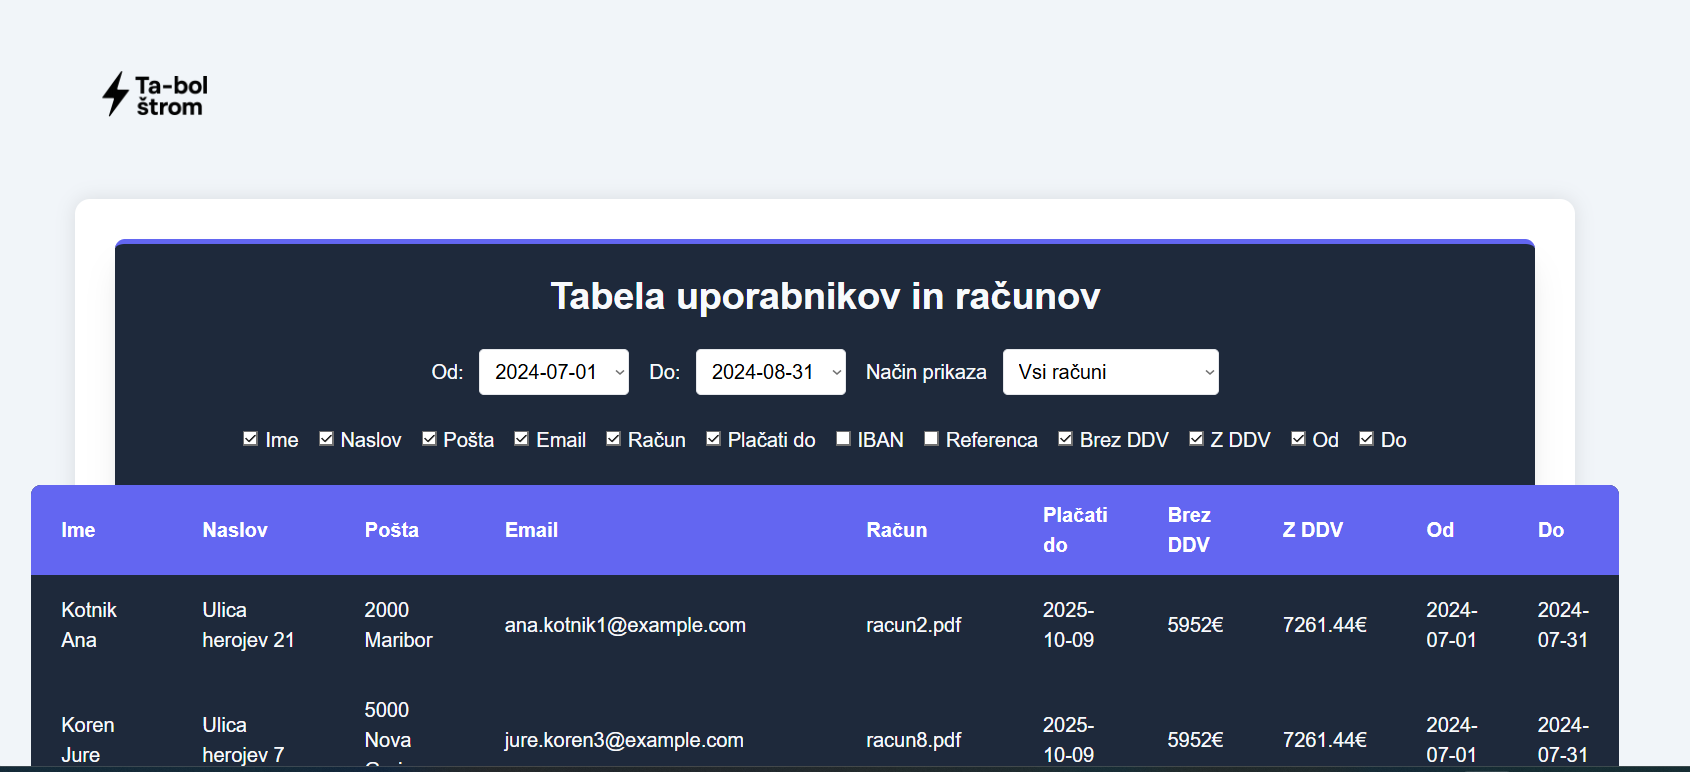 Ta-bol
štrom
Tabela uporabnikov in računov
Od: 2024-07-01 Do: 2024-08-31 Način prikaza Vsi računi
Ime Naslov Pošta Email Račun Plačati do IBAN Referenca Brez DDV Z DDV Od Do
Ime Naslov Pošta Email Račun Plačati do Brez DDV Z DDV Od Do
Kotnik Ana Ulica herojev 21 2000 Maribor ana.kotnik1@example.com racun2.pdf 2025-10-09 5952€ 7261.44€ 2024-07-01 2024-07-31
Koren Jure Ulica herojev 7 5000 Nova jure.koren3@example.com racun8.pdf 2025-10-09 5952€ 7261.44€ 2024-07-01 2024-07-31